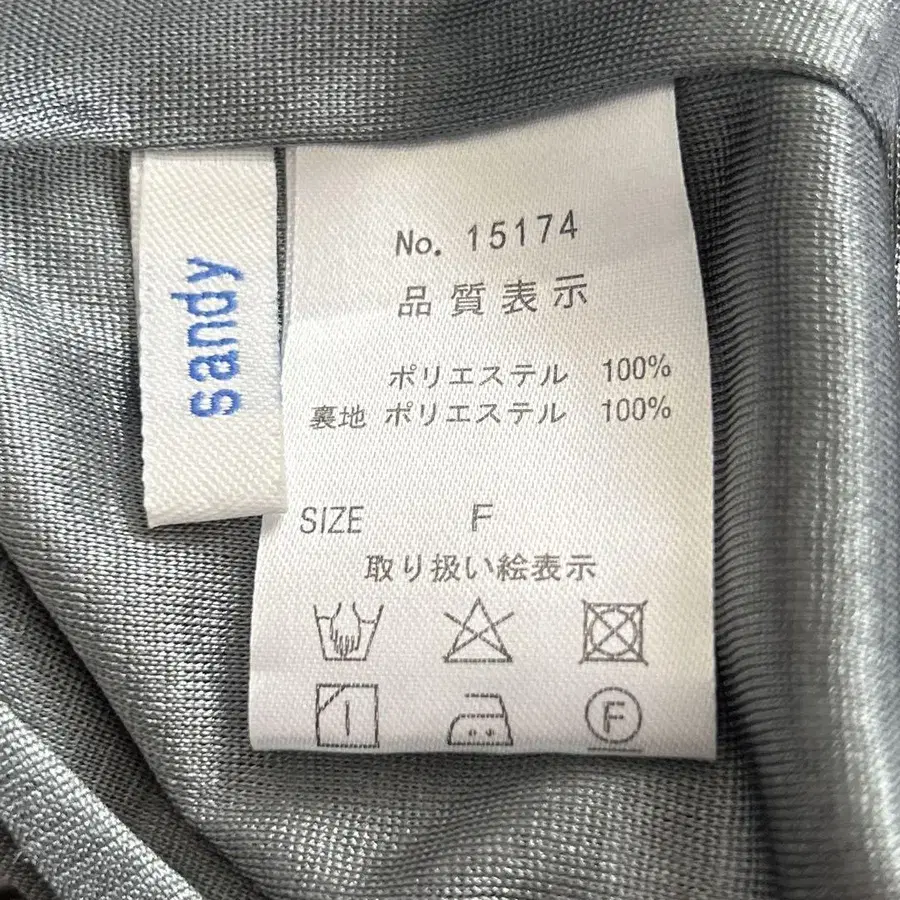 sandy
No. 15174
品質表示
ポリエステル 100%
裏地 ポリエステル 100%
SIZE F
取り扱い絵表示
F